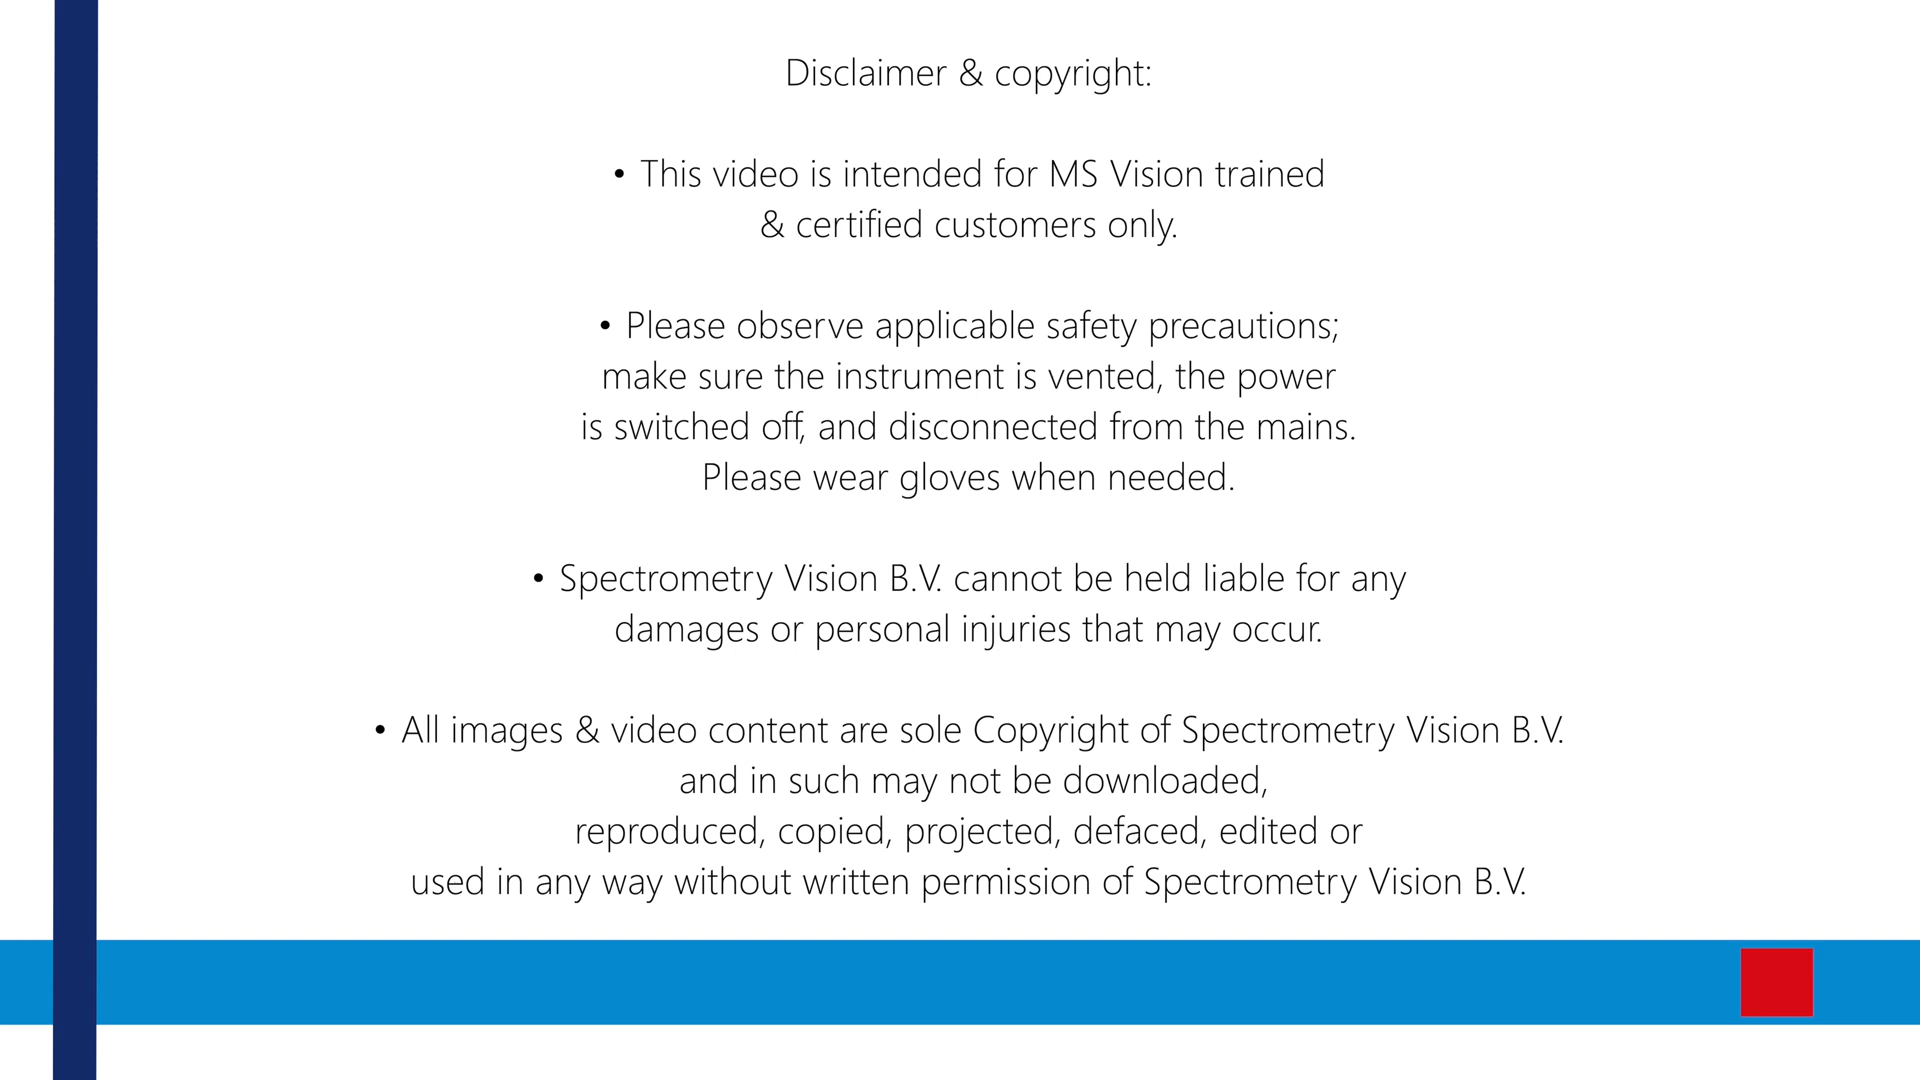 Disclaimer & copyright:
• This video is intended for MS Vision trained
& certified customers only.
• Please observe applicable safety precautions;
make sure the instrument is vented, the power
is switched off, and disconnected from the mains.
Please wear gloves when needed.
• Spectrometry Vision B.V. cannot be held liable for any
damages or personal injuries that may occur.
• All images & video content are sole Copyright of Spectrometry Vision B.V.
and in such may not be downloaded,
reproduced, copied, projected, defaced, edited or
used in any way without written permission of Spectrometry Vision B.V.